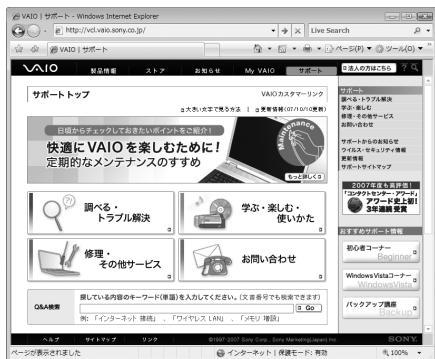 VAIO | サポート - Windows Internet Explorer
http://vcl.vaio.sony.co.jp/
Live Search
VAIO | サポート
ページ(P) ツール(O)
VAIO
製品情報 ストア お知らせ My VAIO サポート
法人の方はこちら
サポートトップ
VAIOカスタマーリンク
大きい文字で見る方法 | 更新情報(07/10/10更新)
日頃からチェックしておきたいポイントをご紹介!
快適にVAIOを楽しむために!
定期的なメンテナンスのすすめ
Maintenance
もっと詳しく
調べる・
トラブル解決
学ぶ・楽しむ・
使いかた
修理・
その他サービス
お問い合わせ
Q&A検索
探している内容のキーワード(単語)を入力してください。(文書番号でも検索できます)
Go
例:「インターネット 接続」、「ワイヤレス LAN」、「メモリ 増設」
サポート
調べる・トラブル解決
学ぶ・楽しむ
修理・その他サービス
お問い合わせ
サポートからのお知らせ
ウイルス・セキュリティ情報
更新情報
サポートサイトマップ
2007年度も高評価!
「コンタクトセンター・アワード」
アワード史上初!
3年連続受賞
おすすめサポート情報
初心者コーナー
Beginner
Windows Vistaコーナー
Windows Vista
バックアップ講座
Backup
ヘルプ サイトマップ リンク
©1997-2007 Sony Corp., Sony Marketing(Japan) Inc.
SONY
ページが表示されました
インターネット | 保護モード: 有効
100%